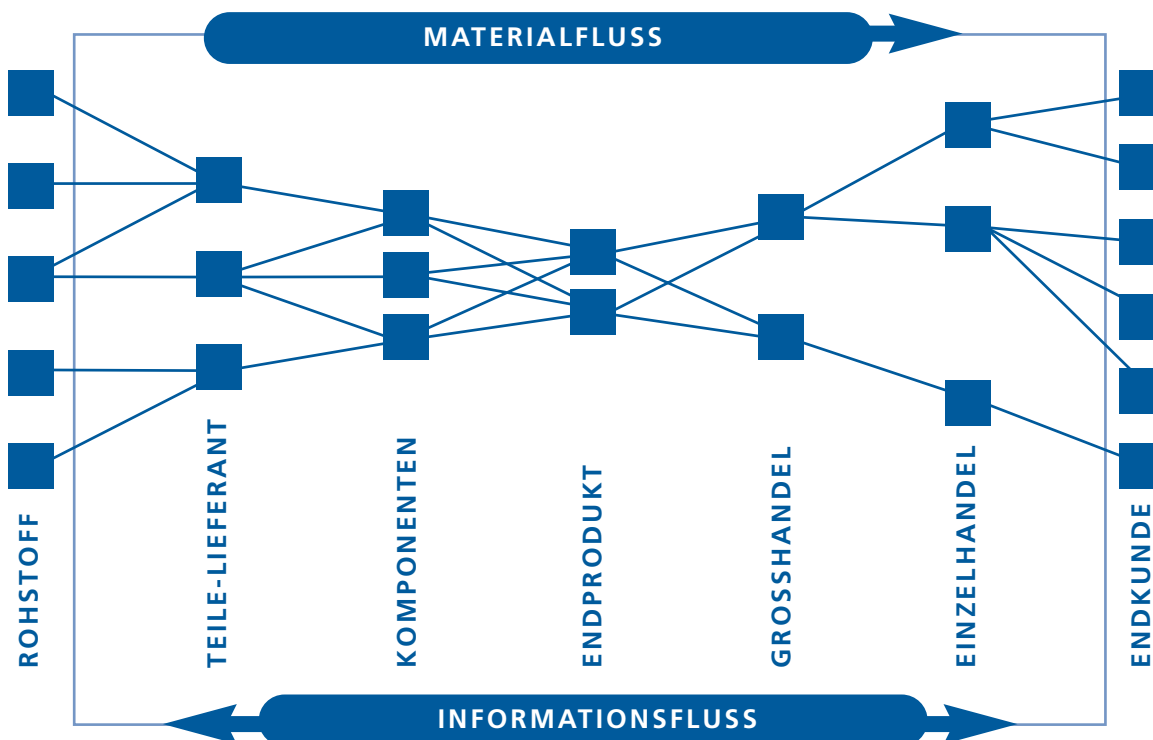 MATERIALFLUSS
ROHSTOFF
TEILE-LIEFERANT
KOMPONENTEN
ENDPRODUKT
GROSSHANDEL
EINZELHANDEL
ENDKUNDE
INFORMATIONSFLUSS